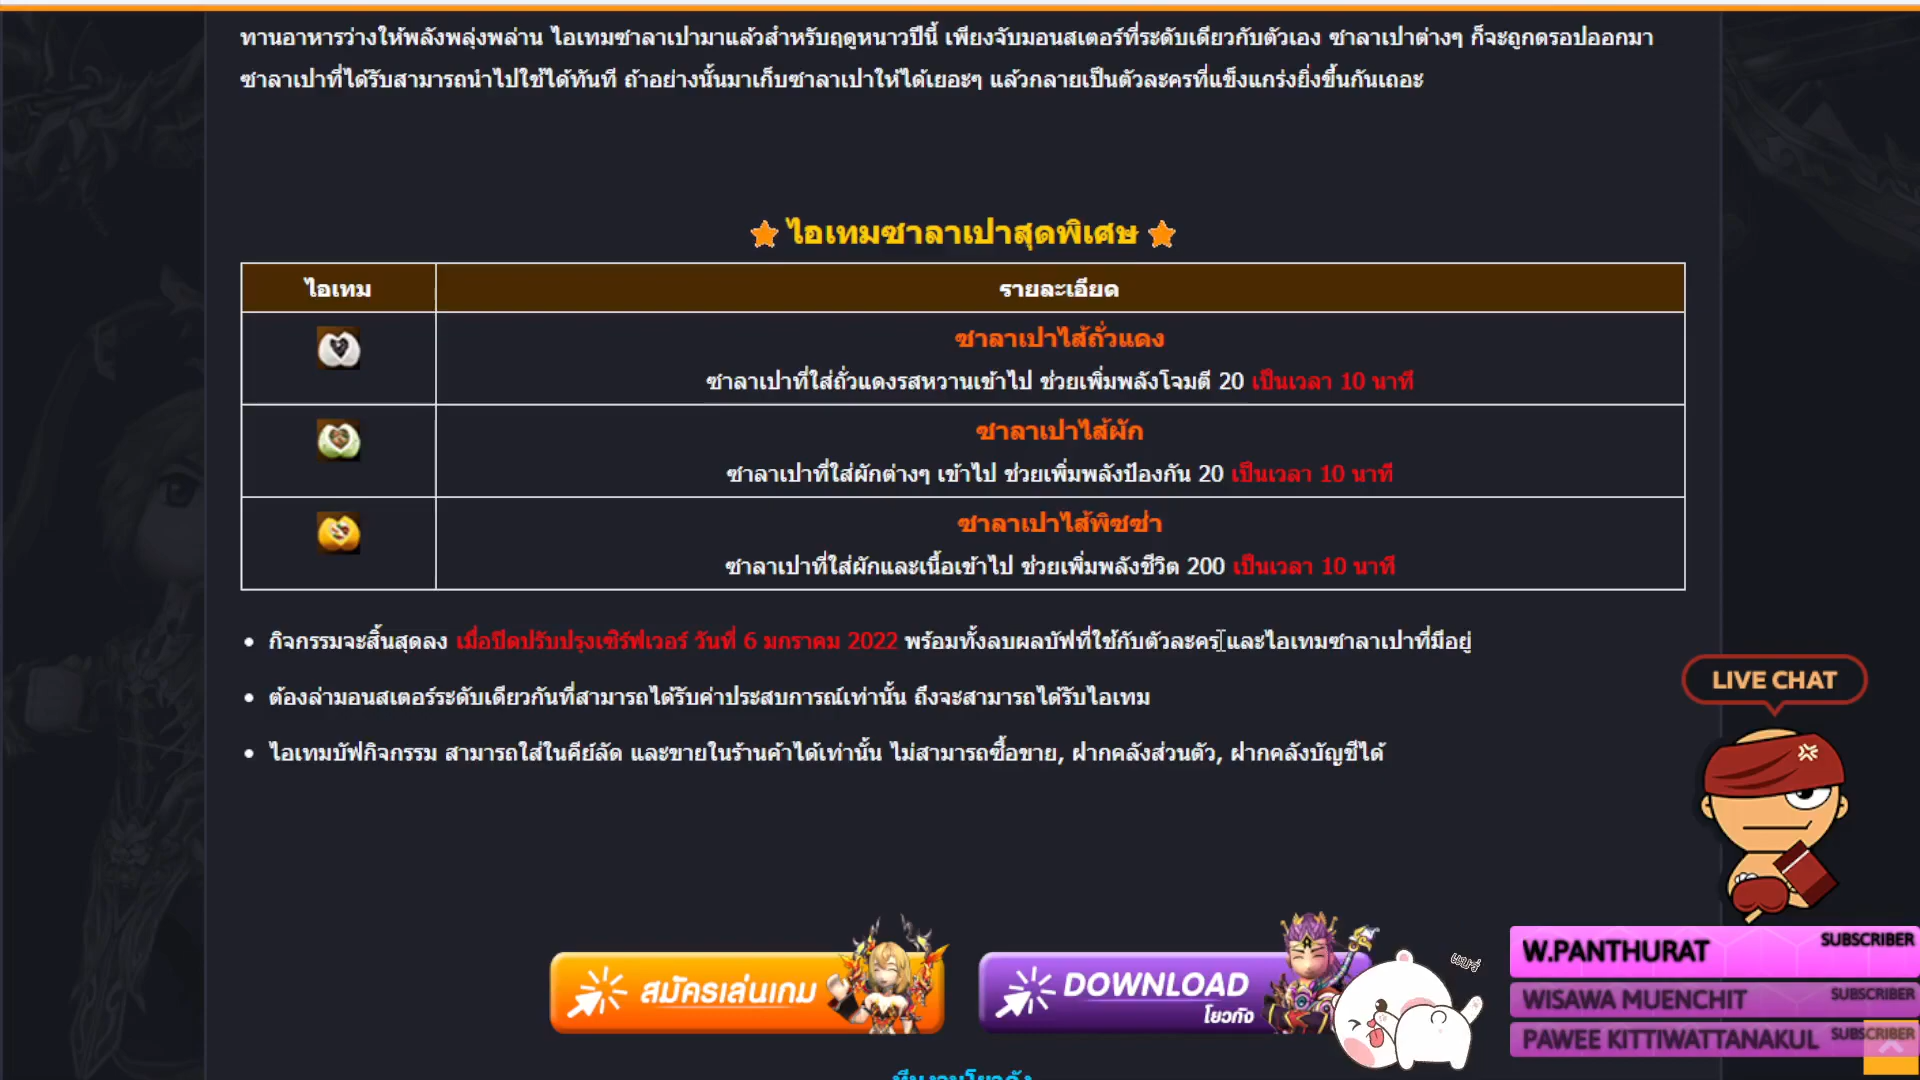 ทานอาหารว่างให้พลังพลุ่งพล่าน ไอเทมซาลาเปามาแล้วสำหรับฤดูหนาวปีนี้ เพียงจับมอนสเตอร์ที่ระดับเดียวกับตัวเอง ซาลาเปาต่างๆ ก็จะถูกดรอปออกมา
ซาลาเปาที่ได้รับสามารถนำไปใช้ได้ทันที ถ้าอย่างนั้นมาเก็บซาลาเปาให้ได้เยอะๆ แล้วกลายเป็นตัวละครที่แข็งแกร่งยิ่งขึ้นกันเถอะ
ไอเทมซาลาเปาสุดพิเศษ
ไอเทม รายละเอียด
ซาลาเปาไส้ถั่วแดง
ซาลาเปาที่ใส่ถั่วแดงรสหวานเข้าไป ช่วยเพิ่มพลังโจมตี 20 เป็นเวลา 10 นาที
ซาลาเปาไส้ผัก
ซาลาเปาที่ใส่ผักต่างๆ เข้าไป ช่วยเพิ่มพลังป้องกัน 20 เป็นเวลา 10 นาที
ซาลาเปาไส้พิซซ่า
ซาลาเปาที่ใส่ผักและเนื้อเข้าไป ช่วยเพิ่มพลังชีวิต 200 เป็นเวลา 10 นาที
• กิจกรรมจะสิ้นสุดลง เมื่อปิดปรับปรุงเซิร์ฟเวอร์ วันที่ 6 มกราคม 2022 พร้อมทั้งลบผลบัฟที่ใช้กับตัวละคร และไอเทมซาลาเปาที่มีอยู่
• ต้องล่ามอนสเตอร์ระดับเดียวกันที่สามารถได้รับค่าประสบการณ์เท่านั้น ถึงจะสามารถได้รับไอเทม
• ไอเทมบัฟกิจกรรม สามารถใส่ในคีย์ลัด และขายในร้านค้าได้เท่านั้น ไม่สามารถซื้อขาย, ฝากคลังส่วนตัว, ฝากคลังบัญชีได้
LIVE CHAT
สมัครเล่นเกม
DOWNLOAD
โยวกัง
W.PANTHURAT SUBSCRIBER
WISAWA MUENCHIT SUBSCRIBER
PAWEE KITTIWATTANAKUL SUBSCRIBER
ทีมงานโยวกัง